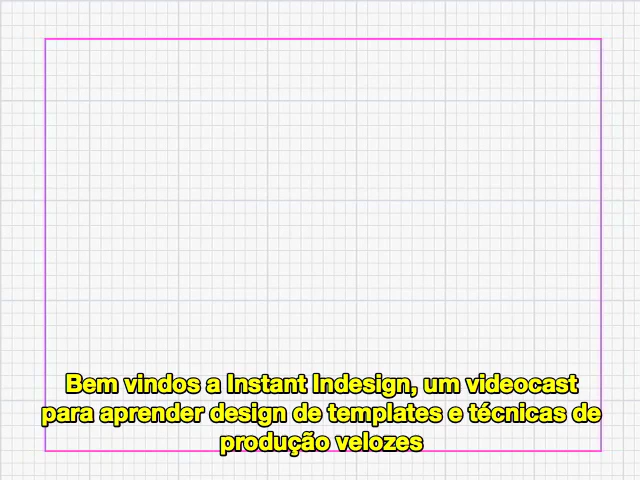 Bem vindos a Instant Indesign, um videocast
para aprender design de templates e técnicas de
produção velozes